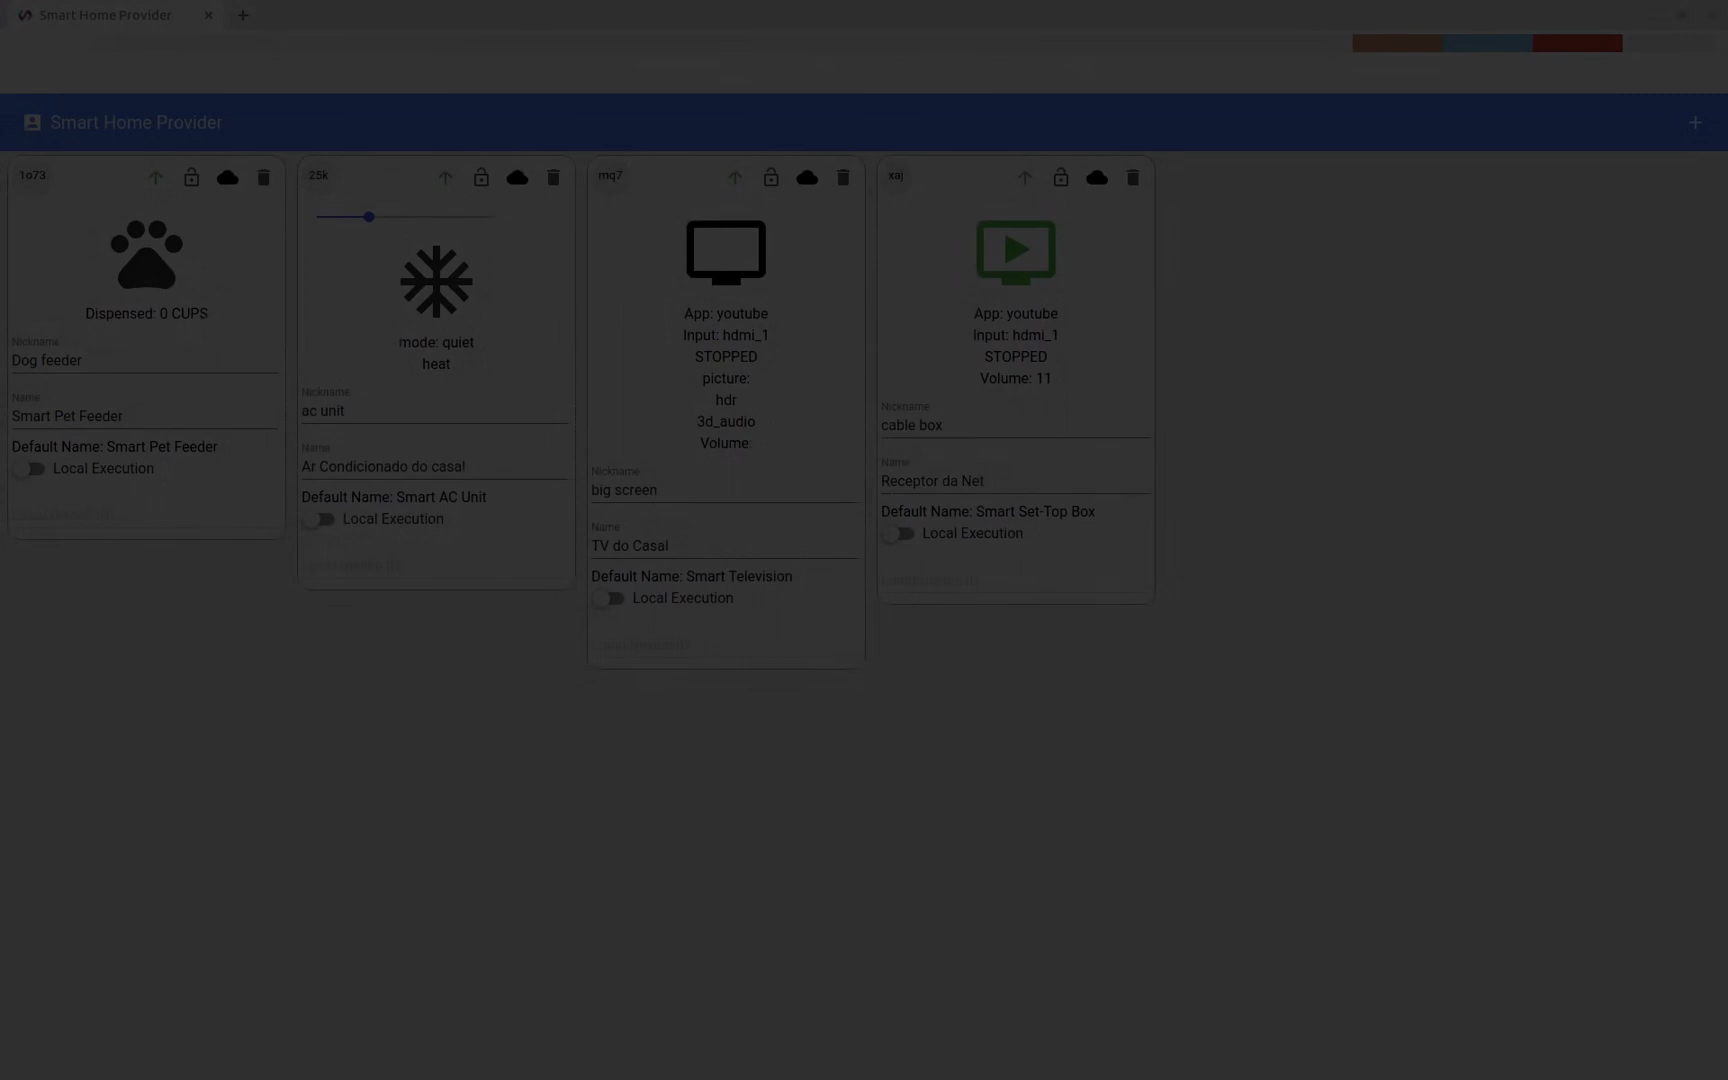 Smart Home Provider
Smart Home Provider
1o73
Dispensed: 0 CUPS
Nickname
Dog feeder
Name
Smart Pet Feeder
Default Name: Smart Pet Feeder
Local Execution
25k
mode: quiet
heat
Nickname
ac unit
Name
Ar Condicionado do casal
Default Name: Smart AC Unit
Local Execution
mq7
App: youtube
Input: hdmi_1
STOPPED
picture:
hdr
3d_audio
Volume:
Nickname
big screen
Name
TV do Casal
Default Name: Smart Television
Local Execution
xaj
App: youtube
Input: hdmi_1
STOPPED
Volume: 11
Nickname
cable box
Name
Receptor da Net
Default Name: Smart Set-Top Box
Local Execution